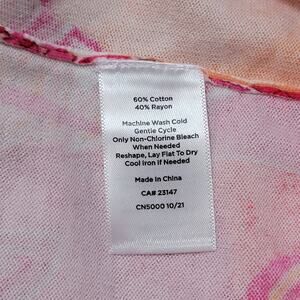 60% Cotton
40% Rayon
Machine Wash Cold
Gentle Cycle
Only Non-Chlorine Bleach
When Needed
Reshape, Lay Flat To Dry
Cool Iron if Needed
Made in China
CA# 23147
CN5000 10/21